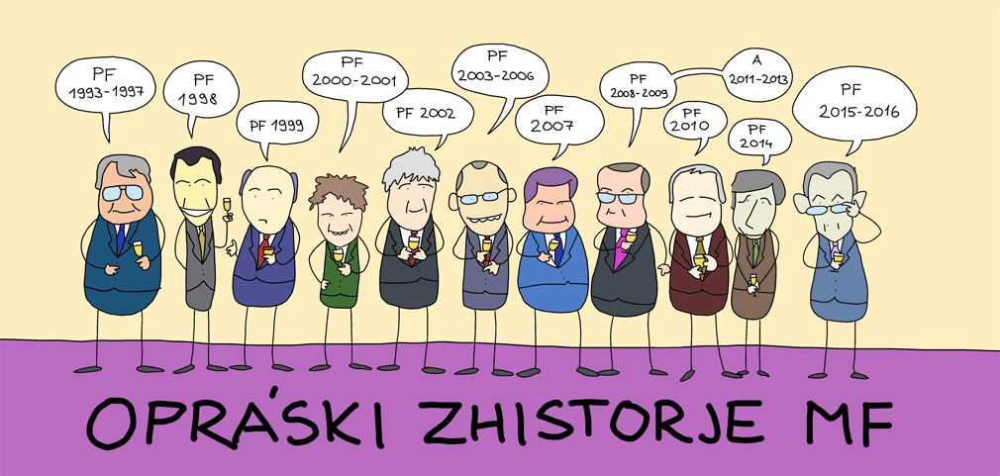 PF
1993-1997
PF
1998
PF 1999
PF
2000-2001
PF 2002
PF
2003-2006
PF
2007
PF
2008-2009
A
2011-2013
PF
2010
PF
2014
PF
2015-2016
OPRÁSKI ZHISTORJE MF